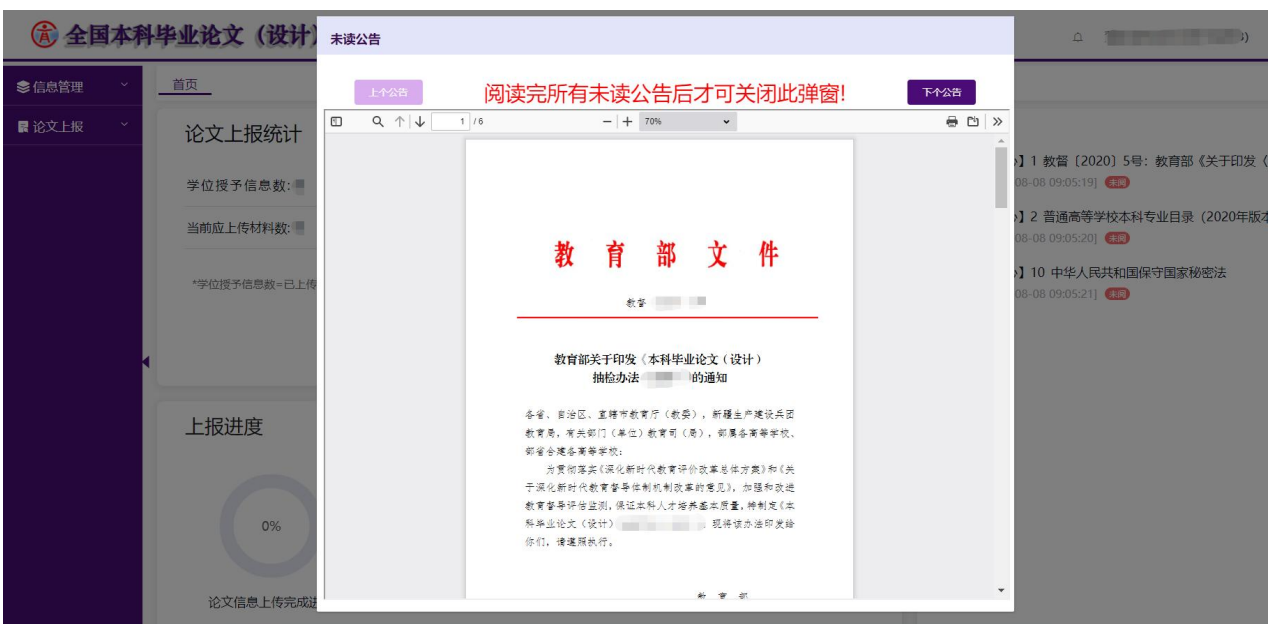 全国本科毕业论文（设计）
未读公告
信息管理
首页
上个公告
阅读完所有未读公告后才可关闭此弹窗!
下个公告
论文上报
1 / 6
70%
论文上报统计
学位授予信息数:
当前应上传材料数:
*学位授予信息数=已上传
教 育 部 文 件
教督
教育部关于印发《本科毕业论文（设计）
抽检办法 的通知
各省、自治区、直辖市教育厅（教委），新疆生产建设兵团
教育局，有关部门（单位）教育司（局），部属各高等学校、
部省合建各高等学校：
为贯彻落实《深化新时代教育评价改革总体方案》和《关
于深化新时代教育督导体制机制改革的意见》，加强和改进
教育督导评估监测，保证本科人才培养基本质量，特制定《本
科毕业论文（设计） 现将该办法印发给
你们，请遵照执行。
教 育 部
】1 教督〔2020〕5号：教育部《关于印发《
08-08 09:05:19] 未阅
】2 普通高等学校本科专业目录（2020年版本
08-08 09:05:20] 未阅
】10 中华人民共和国保守国家秘密法
08-08 09:05:21] 未阅
上报进度
0%
论文信息上传完成进